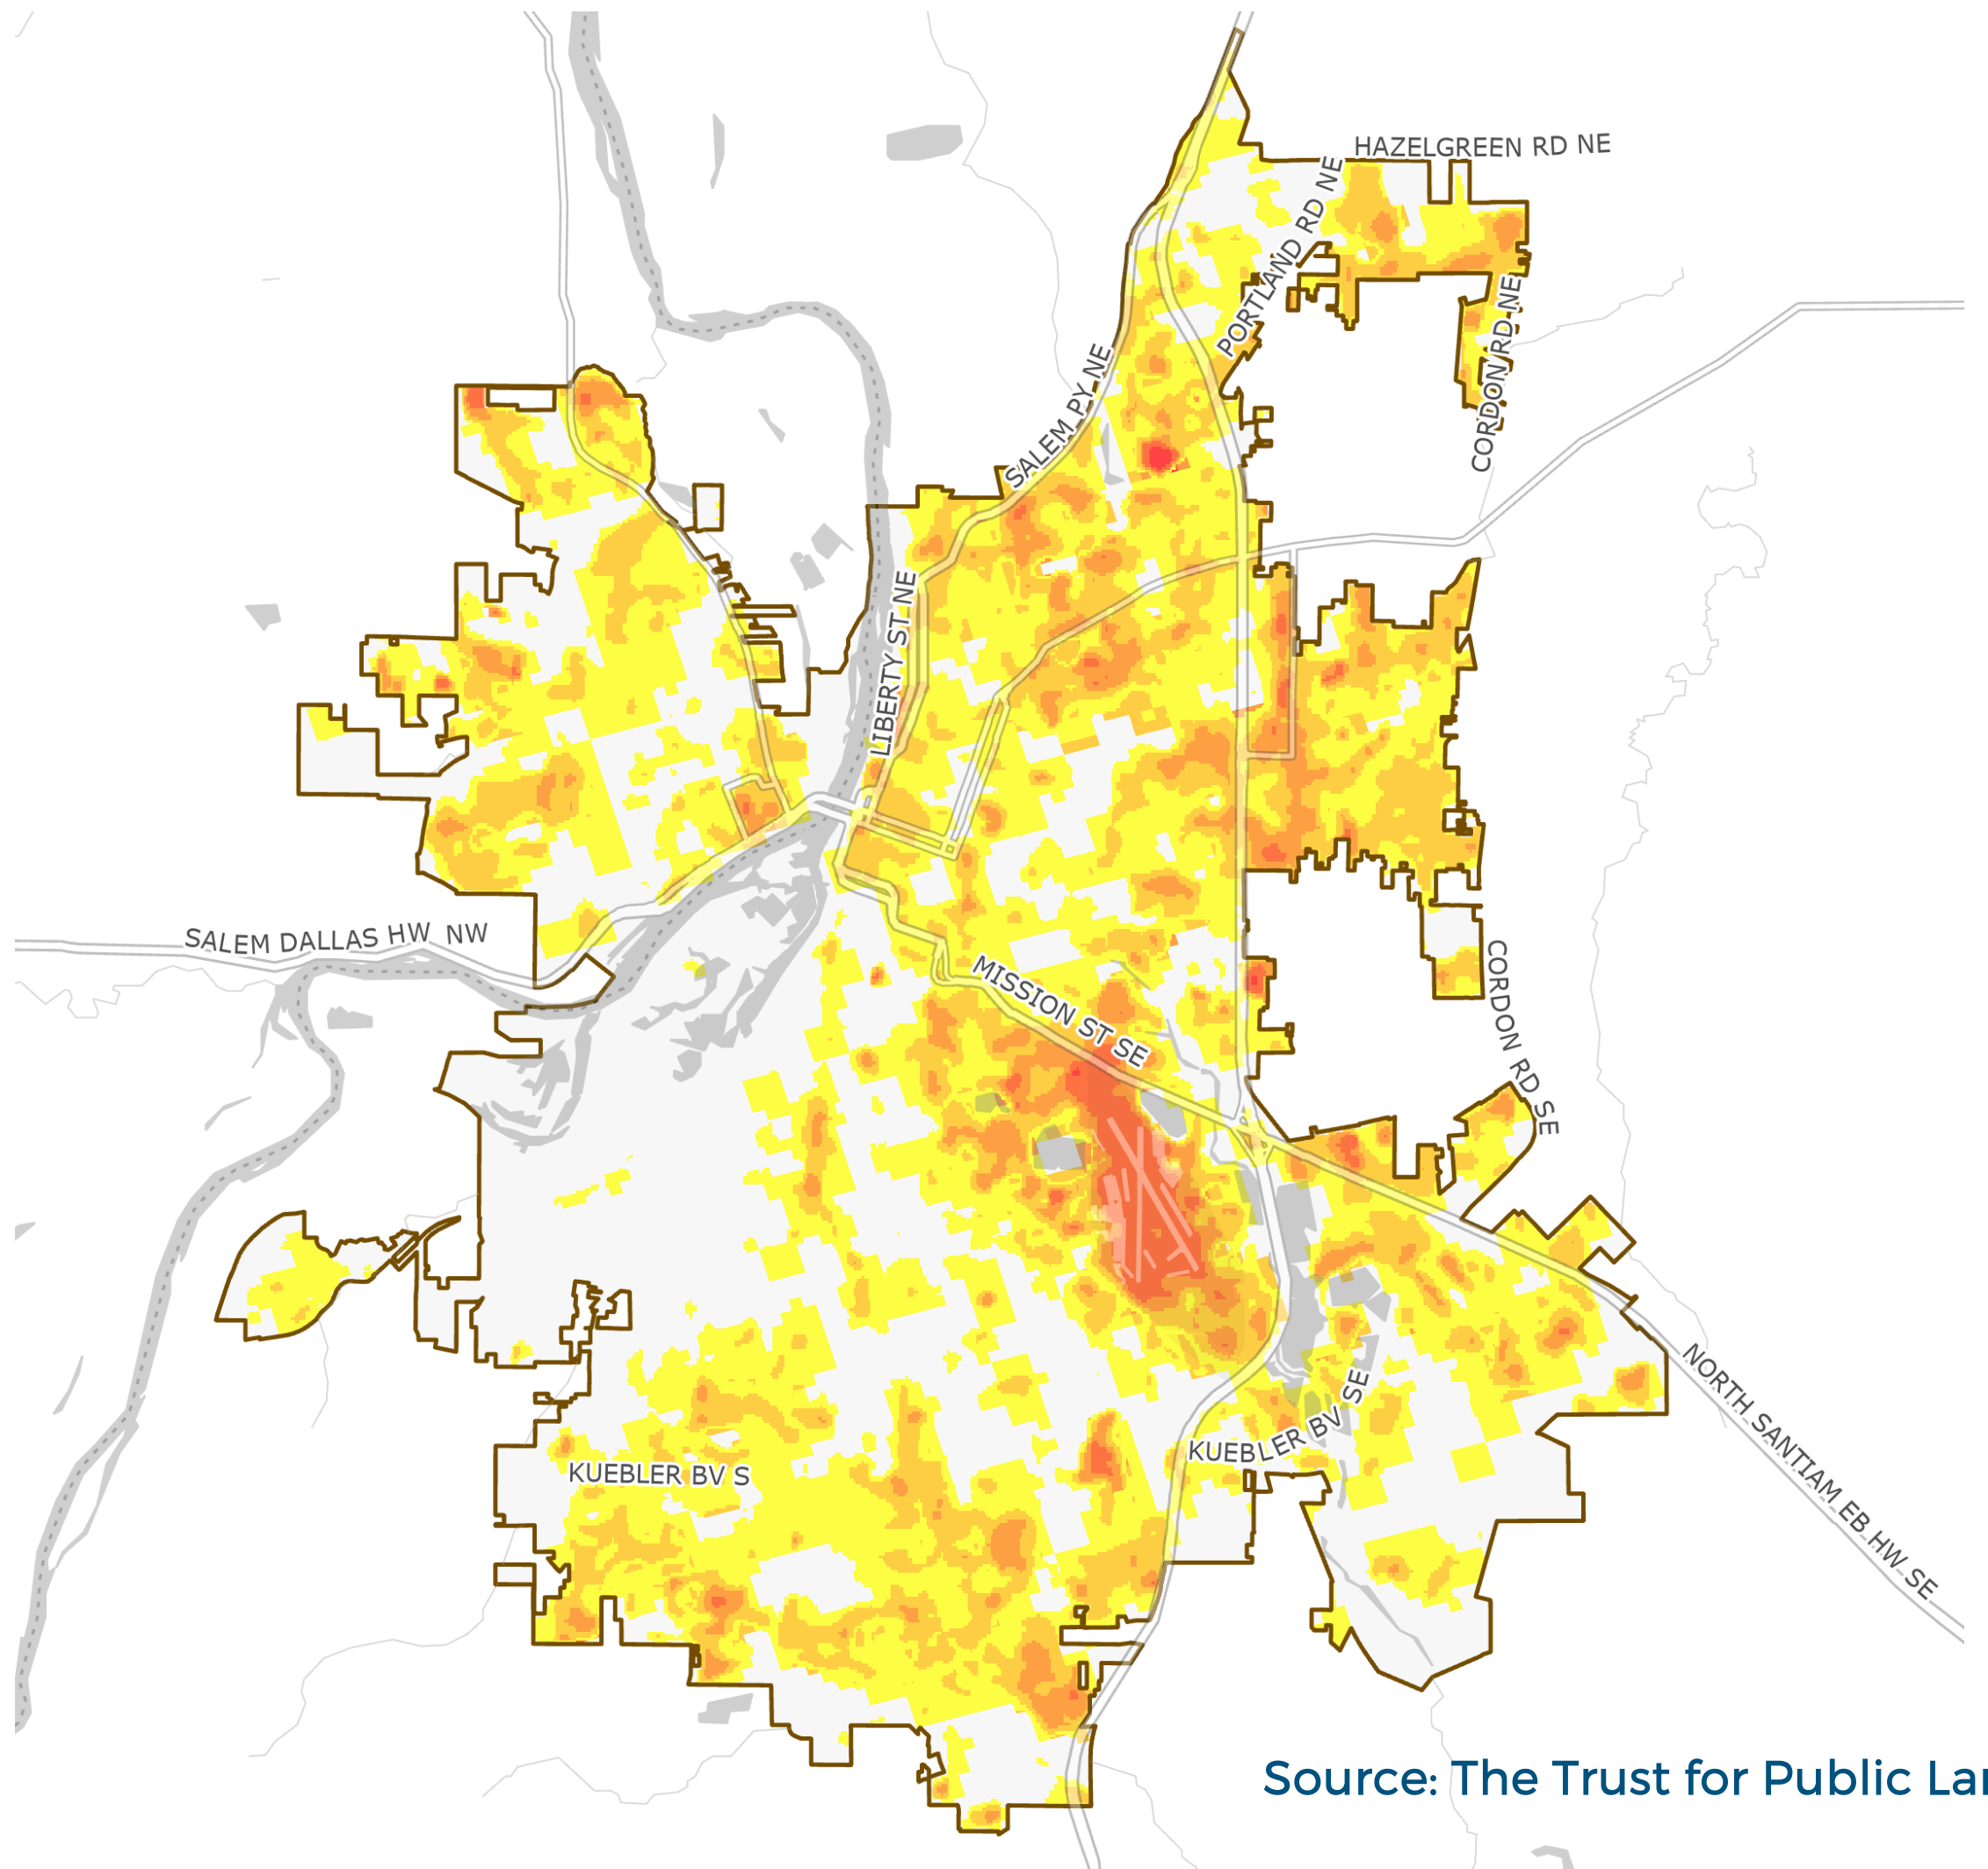 HAZELGREEN RD NE
PORTLAND RD NE
CORDON RD NE
SALEM PY NE
LIBERTY ST NE
SALEM DALLAS HW NW
MISSION ST SE
CORDON RD SE
NORTH SANTIAM EB HW SE
KUEBLER BV SE
KUEBLER BV S
Source: The Trust for Public Lan